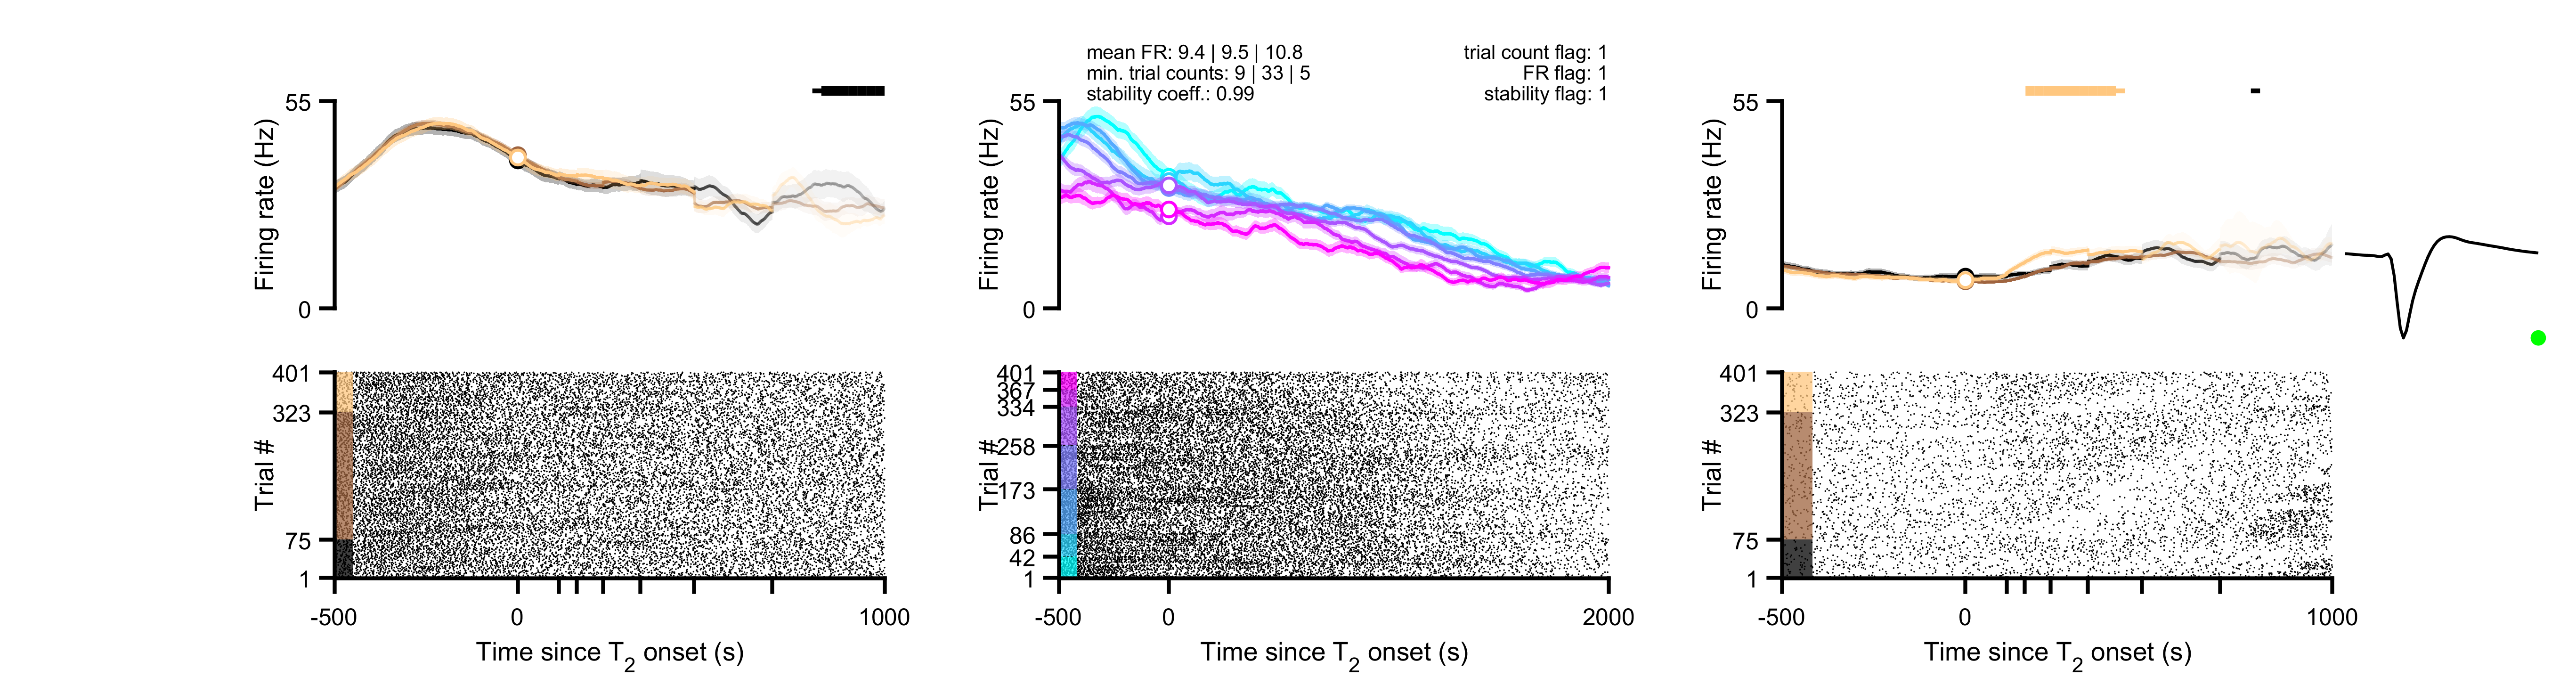 mean FR: 9.4 | 9.5 | 10.8
min. trial counts: 9 | 33 | 5
stability coeff.: 0.99
trial count flag: 1
FR flag: 1
stability flag: 1
55
Firing rate (Hz)
0
55
Firing rate (Hz)
0
55
Firing rate (Hz)
0
401
323
Trial #
75
1
-500
0
1000
Time since T2 onset (s)
401
367
334
Trial #
258
173
86
42
1
-500
0
2000
Time since T2 onset (s)
401
323
Trial #
75
1
-500
0
1000
Time since T2 onset (s)